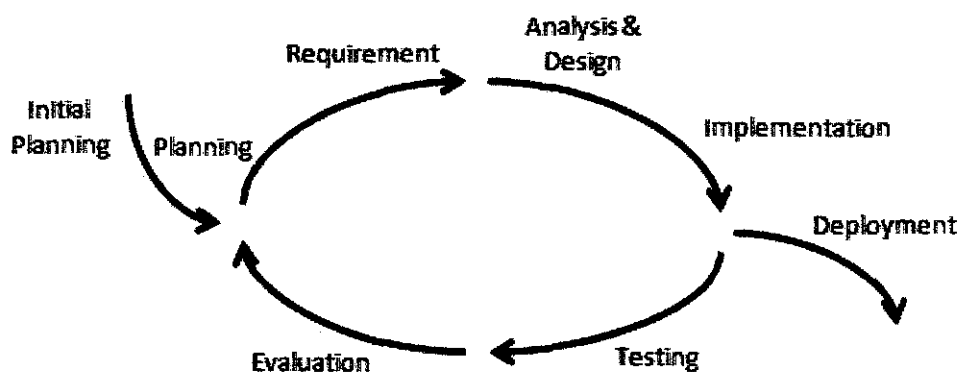 Initial
Planning
Planning
Requirement
Analysis &
Design
Implementation
Deployment
Testing
Evaluation